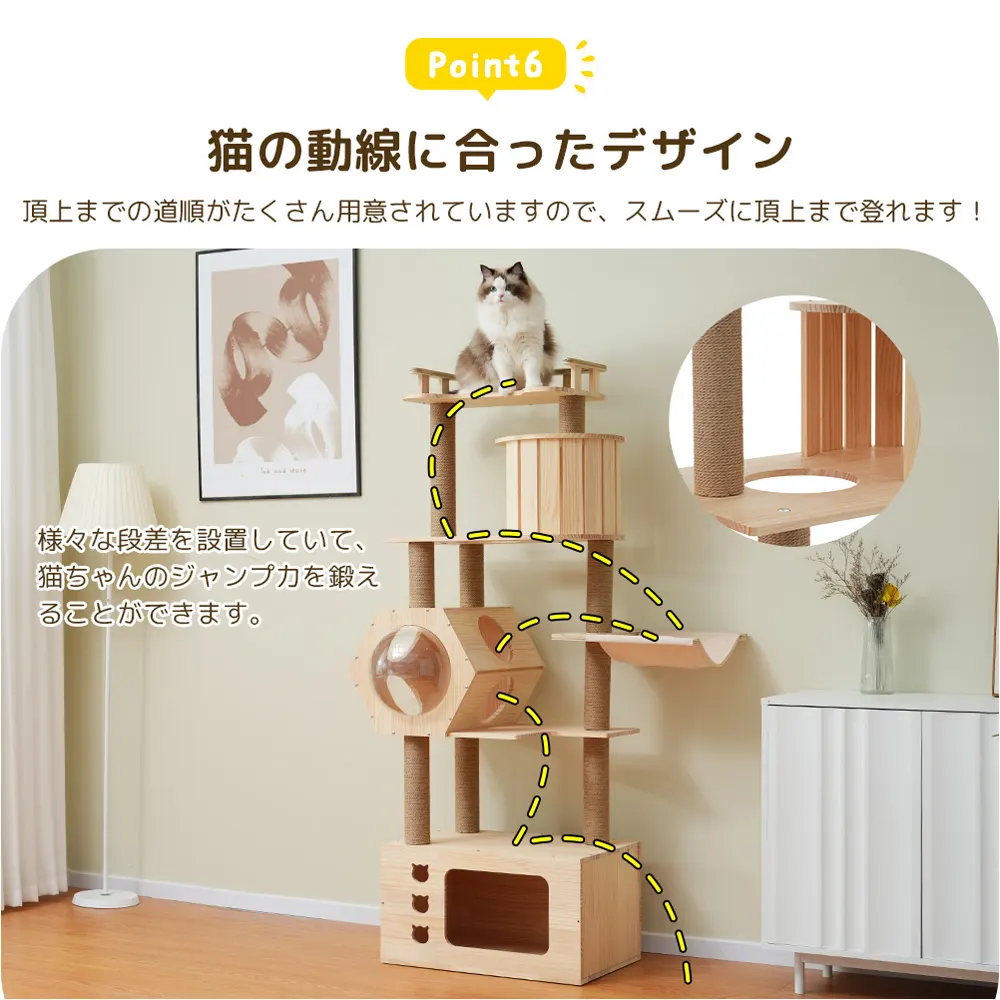 Point6
猫の動線に合ったデザイン
頂上までの道順がたくさん用意されていますので、スムーズに頂上まで登れます！
様々な段差を設置していて、
猫ちゃんのジャンプ力を鍛え
ることができます。